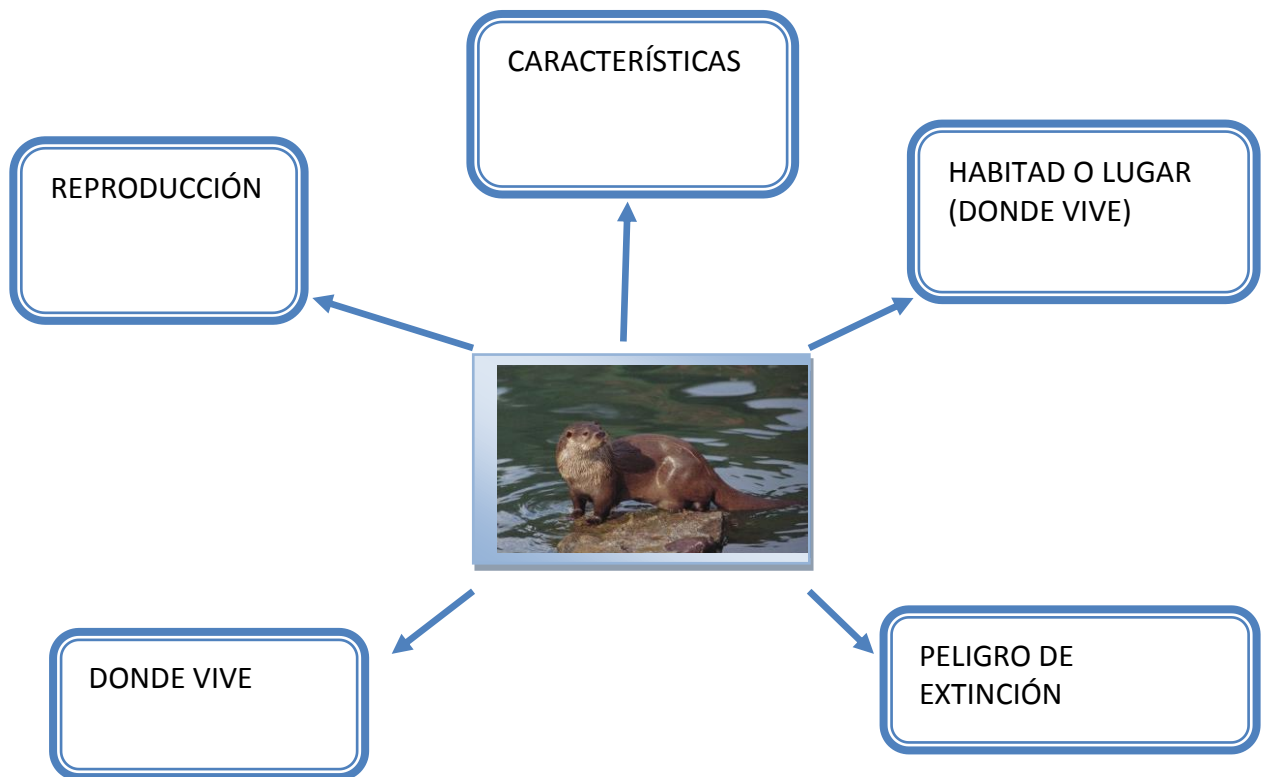 CARACTERÍSTICAS
REPRODUCCIÓN
HABITAD O LUGAR
(DONDE VIVE)
DONDE VIVE
PELIGRO DE
EXTINCIÓN